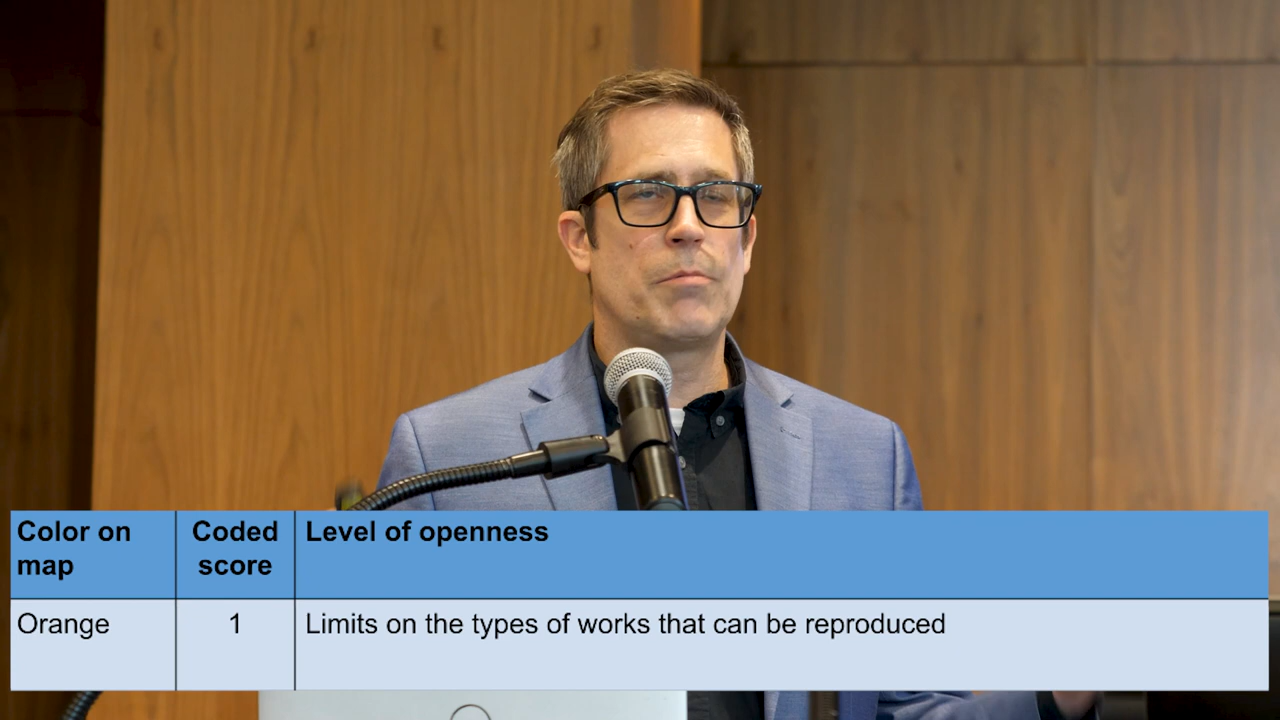 Color on map
Coded score
Level of openness
Orange
1
Limits on the types of works that can be reproduced